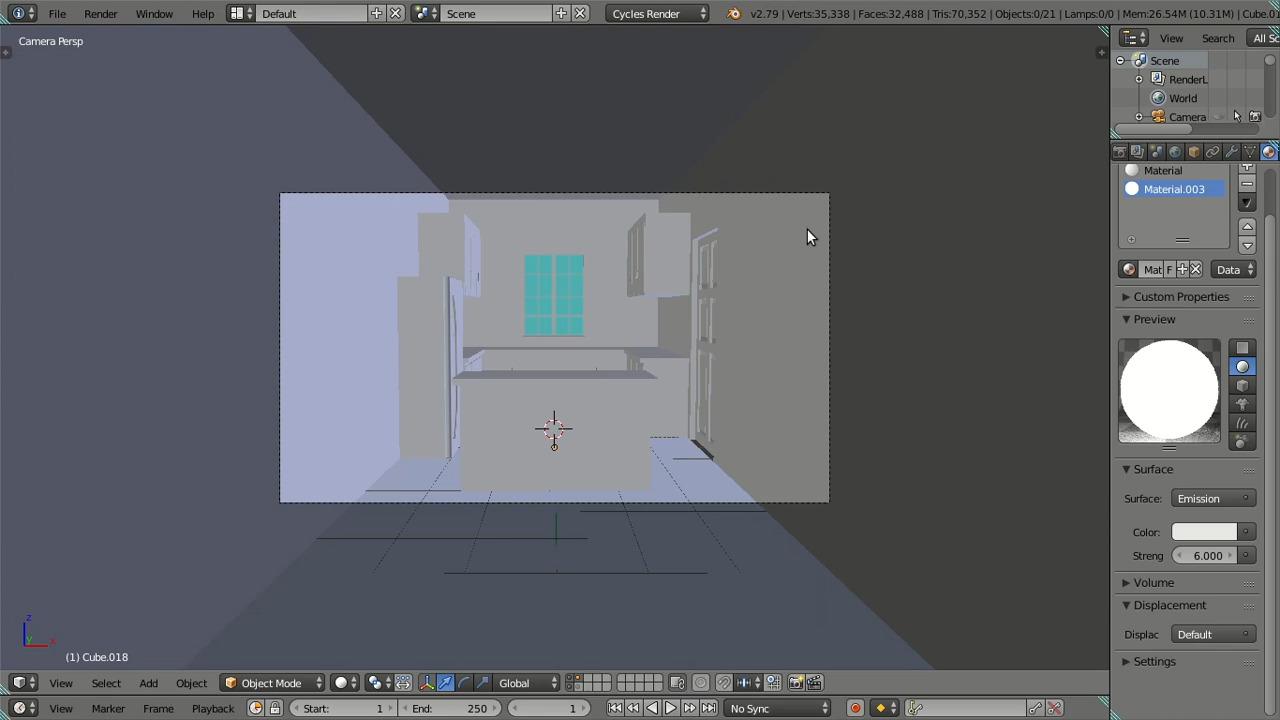 File Render Window Help Default Scene Cycles Render v2.79 | Verts:35,338 | Faces:32,488 | Tris:70,352 | Objects:0/21 | Lamps:0/0 | Mem:26.54M (10.31M) | Cube.018
Camera Persp
View Search All Sc
Scene
RenderL
World
Camera
Material
Material.003
Mat F Data
Custom Properties
Preview
Surface
Surface: Emission
Color:
Streng 6.000
Volume
Displacement
Displac Default
Settings
z
y x
(1) Cube.018
View Select Add Object Object Mode Global
View Marker Frame Playback Start: 1 End: 250 1 No Sync